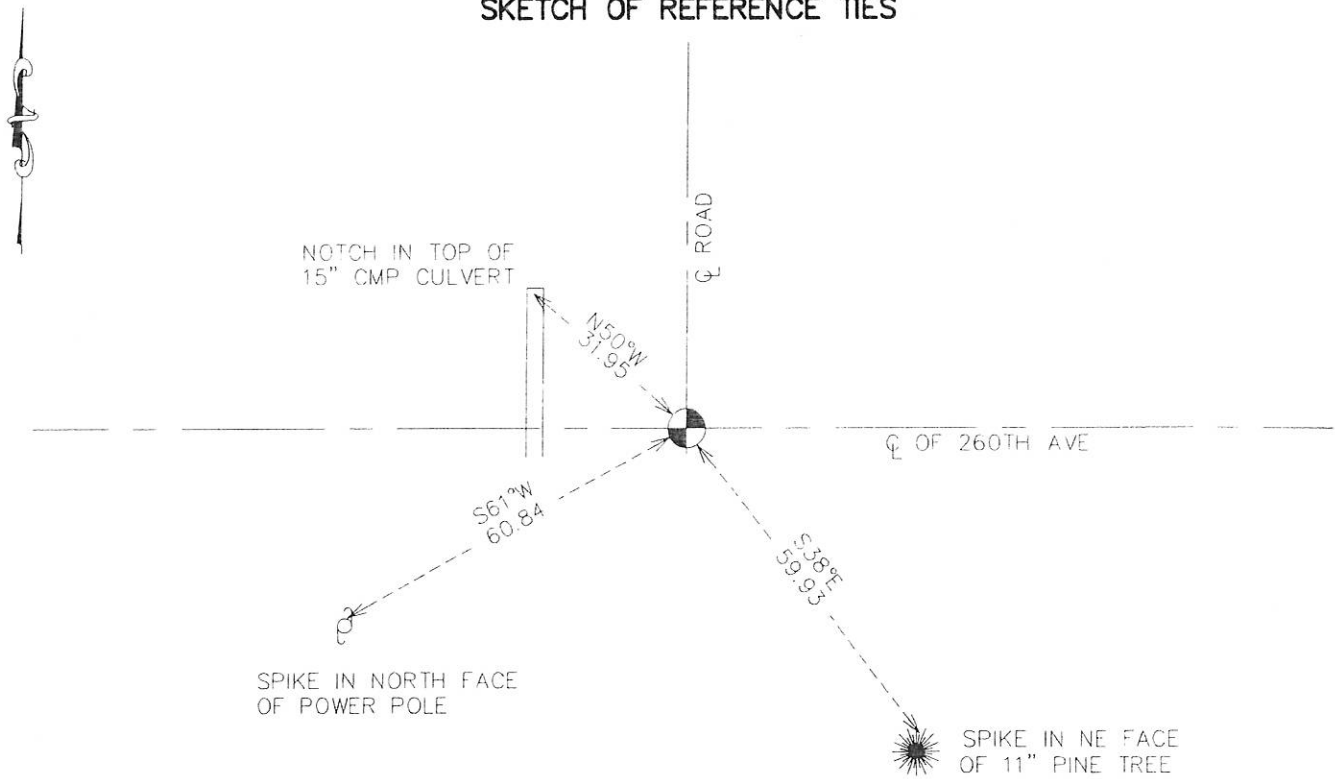 SKETCH OF REFERENCE TIES
℄ ROAD
NOTCH IN TOP OF
15" CMP CULVERT
N50°W
31.95
℄ OF 260TH AVE
S61°W
60.84
S38°E
59.93
SPIKE IN NORTH FACE
OF POWER POLE
SPIKE IN NE FACE
OF 11" PINE TREE